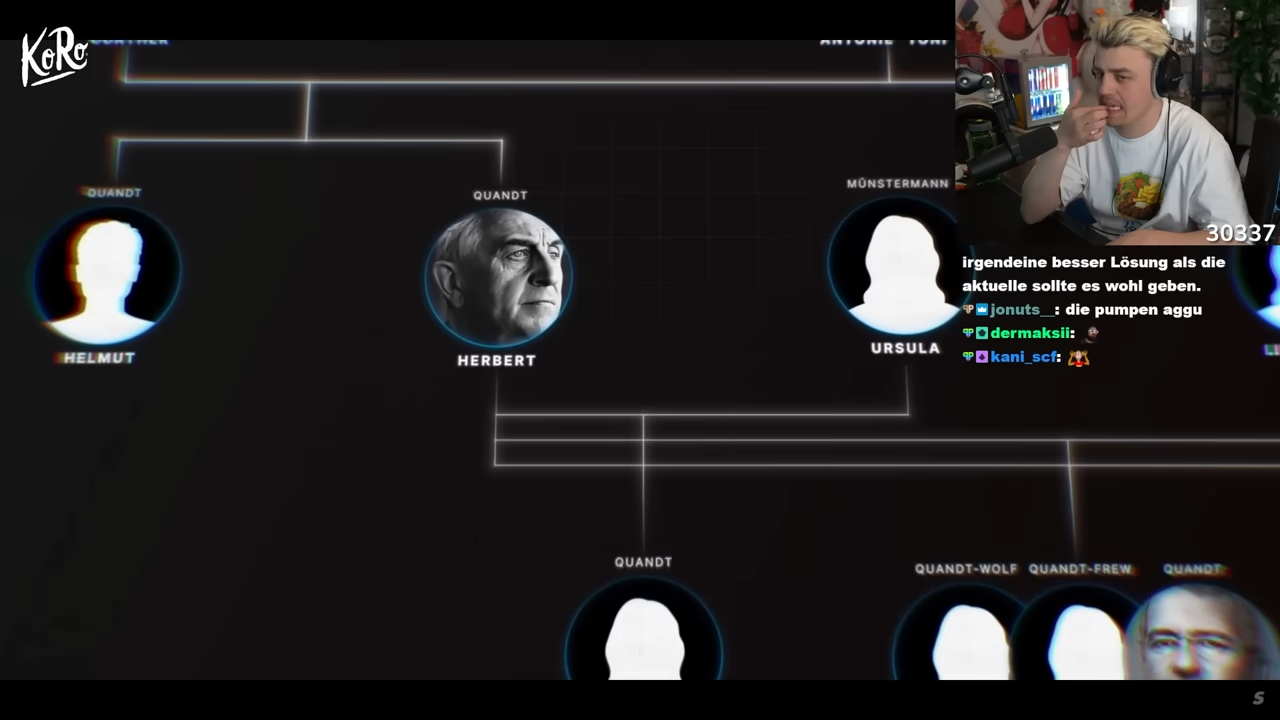 KoRo
QUANDT
HELMUT
QUANDT
HERBERT
MÜNSTERMANN
URSULA
QUANDT
QUANDT-WOLF
QUANDT-FREW
QUANDT
30337
irgendeine besser Lösung als die
aktuelle sollte es wohl geben.
jonuts__: die pumpen aggu
dermaksii:
kani_scf:
S